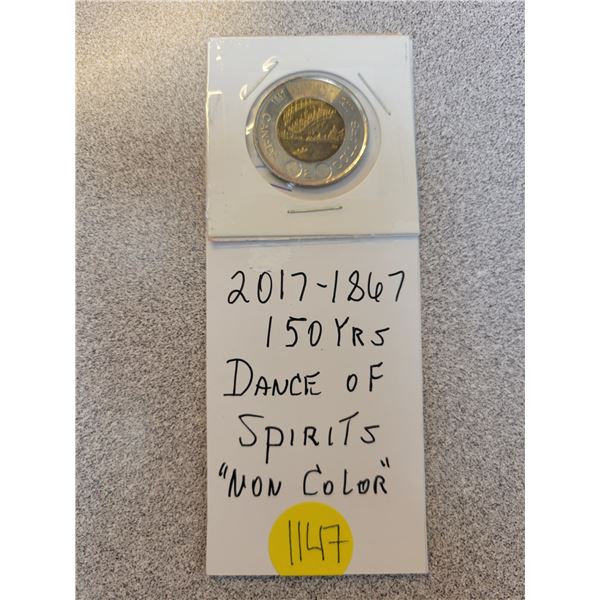 2017-1867
150 YRS
DANCE OF
SPIRITS
"NON COLOR"
1147